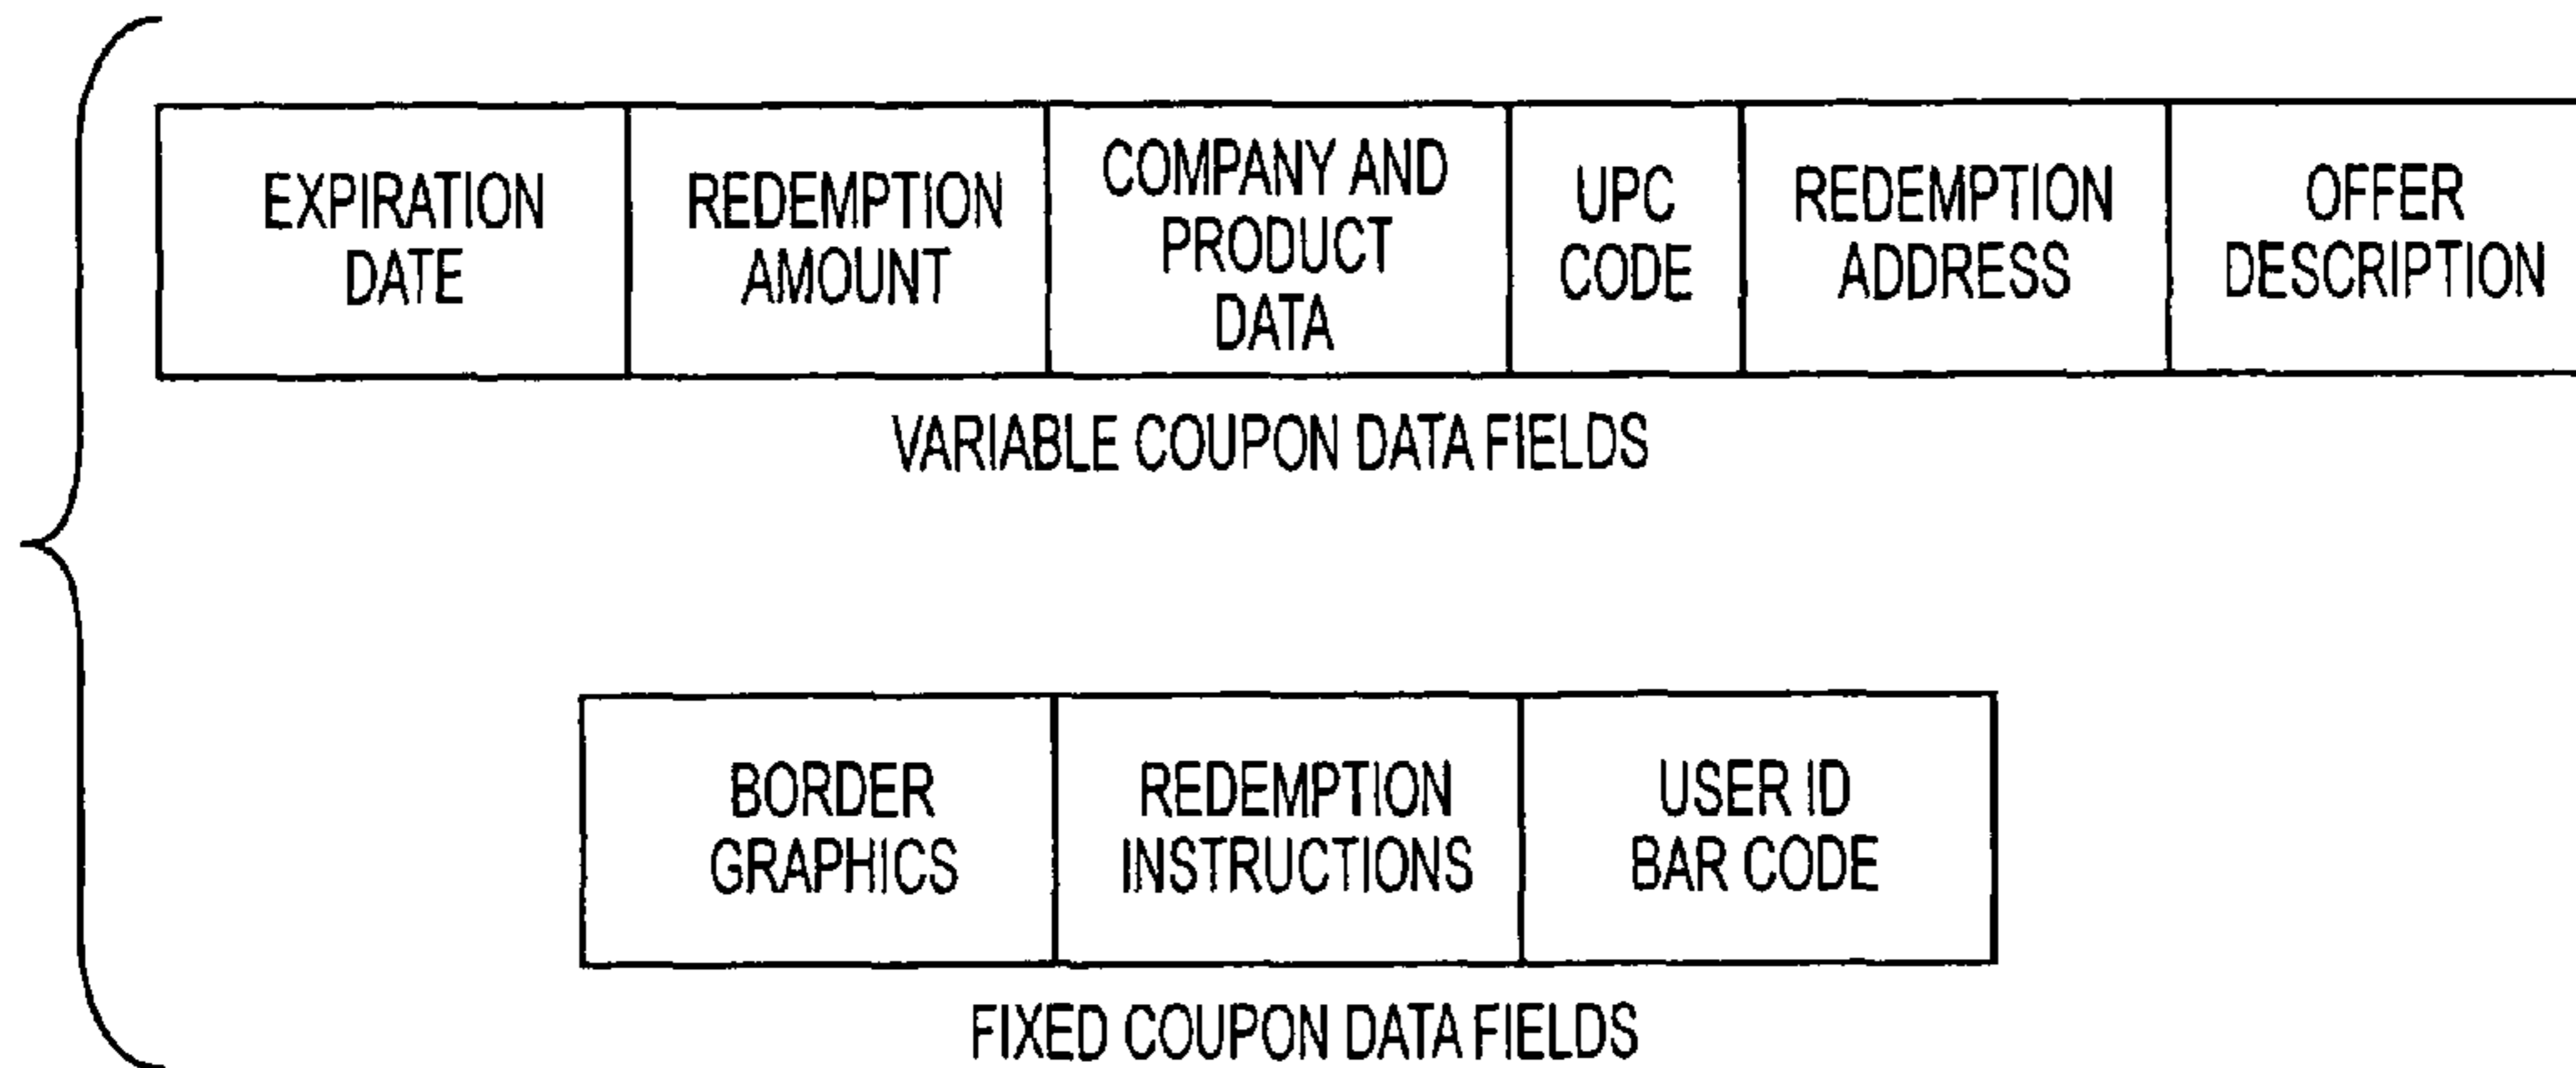 EXPIRATION
DATE
REDEMPTION
AMOUNT
COMPANY AND
PRODUCT
DATA
UPC
CODE
REDEMPTION
ADDRESS
OFFER
DESCRIPTION
VARIABLE COUPON DATA FIELDS
BORDER
GRAPHICS
REDEMPTION
INSTRUCTIONS
USER ID
BAR CODE
FIXED COUPON DATA FIELDS